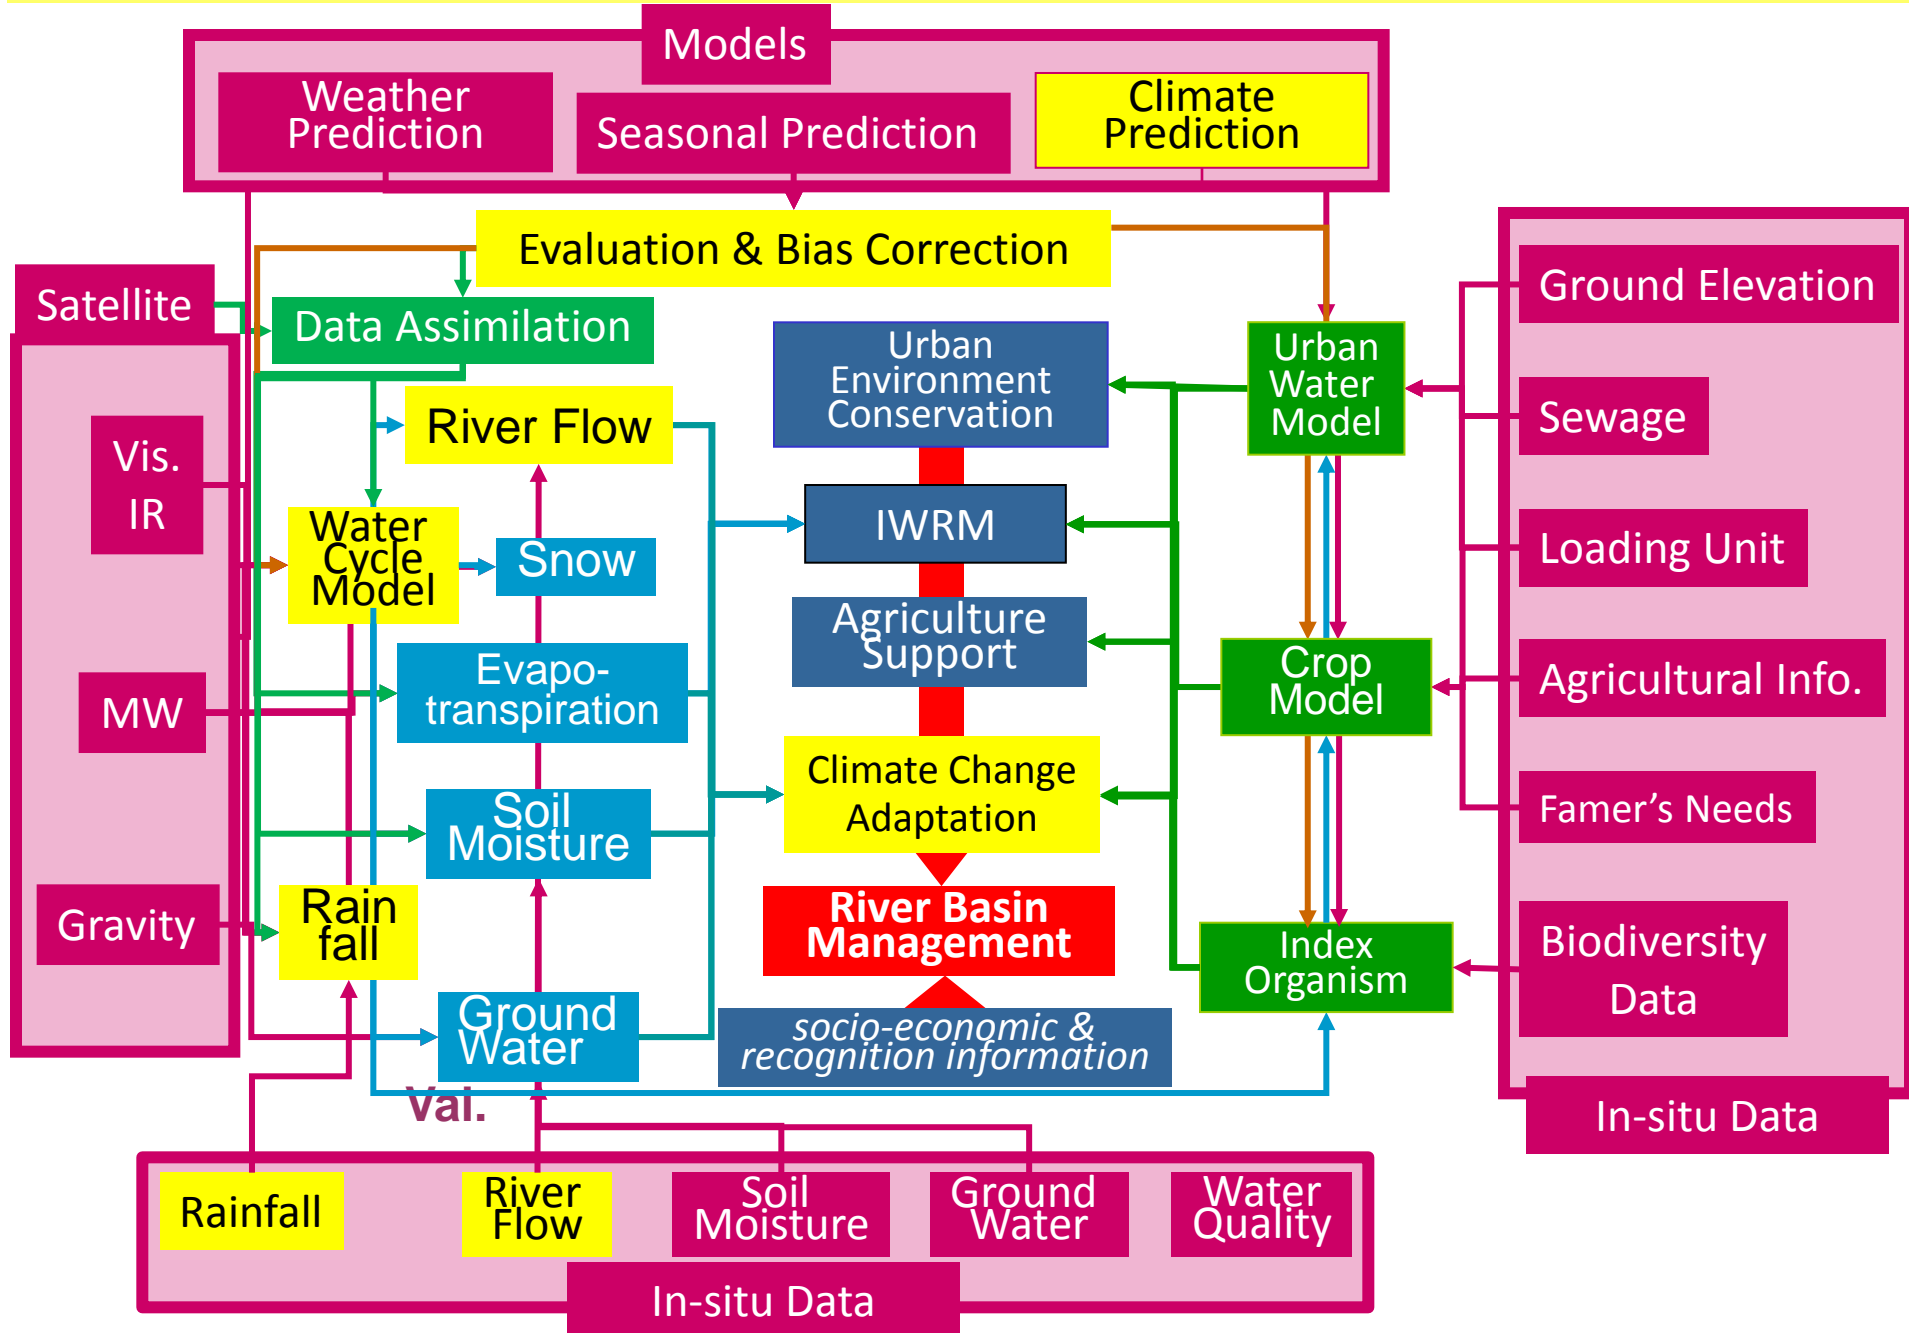 Models
Weather
Prediction
Seasonal Prediction
Climate
Prediction
Evaluation & Bias Correction
Satellite
Data Assimilation
Vis.
IR
MW
Gravity
River Flow
Water
Cycle
Model
Snow
Evapo-
transpiration
Soil
Moisture
Rain
fall
Ground
Water
Val.
Urban
Environment
Conservation
IWRM
Agriculture
Support
Climate Change
Adaptation
River Basin
Management
socio-economic &
recognition information
Urban
Water
Model
Crop
Model
Index
Organism
Ground Elevation
Sewage
Loading Unit
Agricultural Info.
Famer's Needs
Biodiversity
Data
In-situ Data
Rainfall
River
Flow
Soil
Moisture
Ground
Water
Water
Quality
In-situ Data